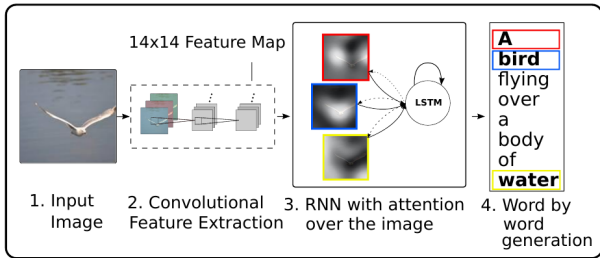 14x14 Feature Map
LSTM
A
bird
flying
over
a
body
of
water
1. Input
Image
2. Convolutional
Feature Extraction
3. RNN with attention
over the image
4. Word by
word
generation